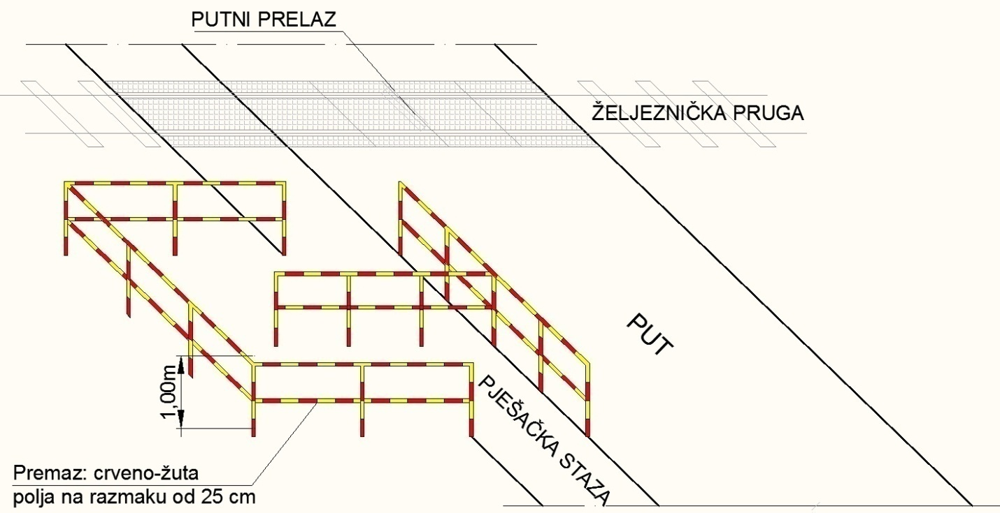 PUTNI PRELAZ
ŽELJEZNIČKA PRUGA
PUT
1,00m
PJEŠAČKA STAZA
Premaz: crveno-žuta
polja na razmaku od 25 cm